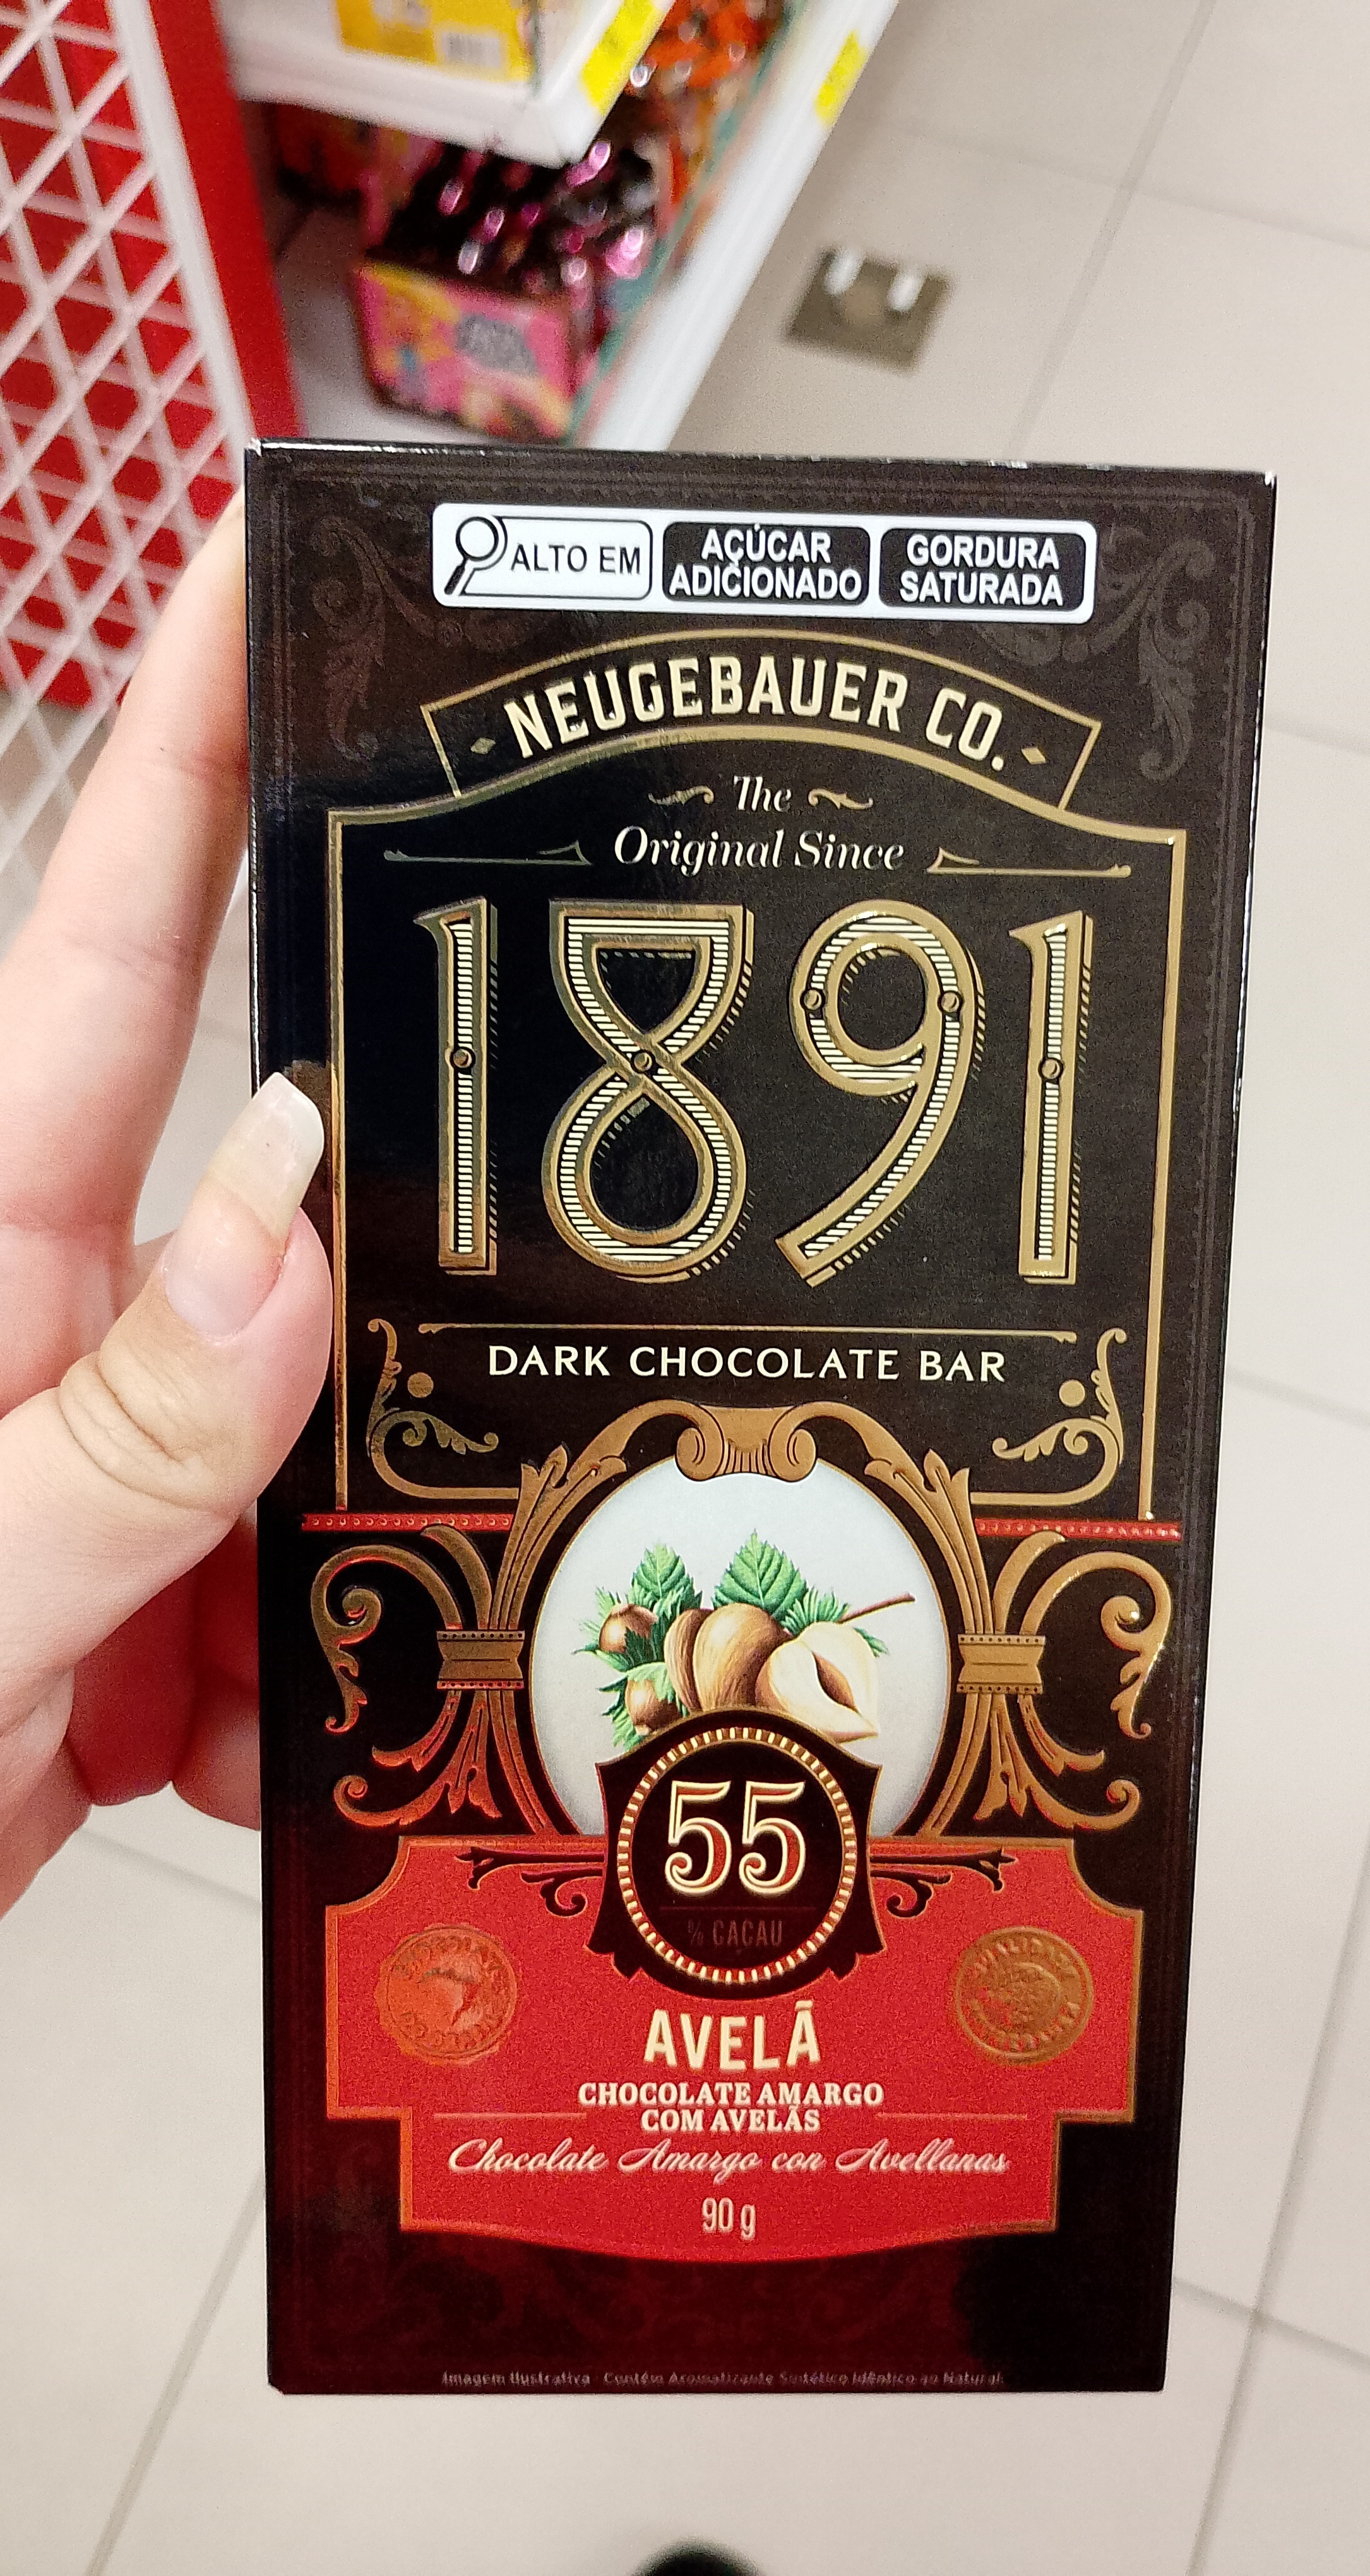 ALTO EM
AÇÚCAR
ADICIONADO
GORDURA
SATURADA
NEUGEBAUER CO.
The
Original Since
1891
DARK CHOCOLATE BAR
55
% CACAU
AVELÃ
CHOCOLATE AMARGO
COM AVELÃS
Chocolate Amargo con Avellanas
90 g
Imagem Ilustrativa - Contém Aromatizante Sintético Idêntico ao Natural.